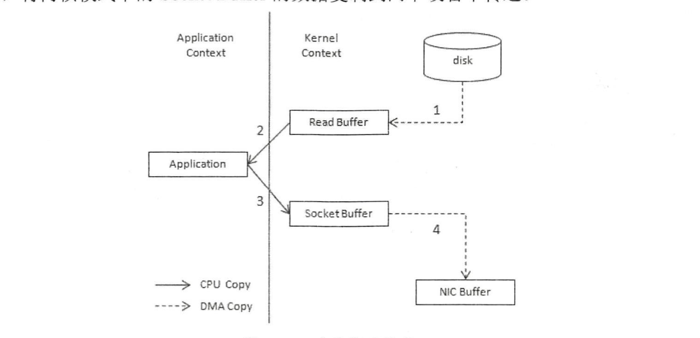 Application
Context
Kernel
Context
disk
1
Read Buffer
2
Application
3
Socket Buffer
4
NIC Buffer
CPU Copy
DMA Copy